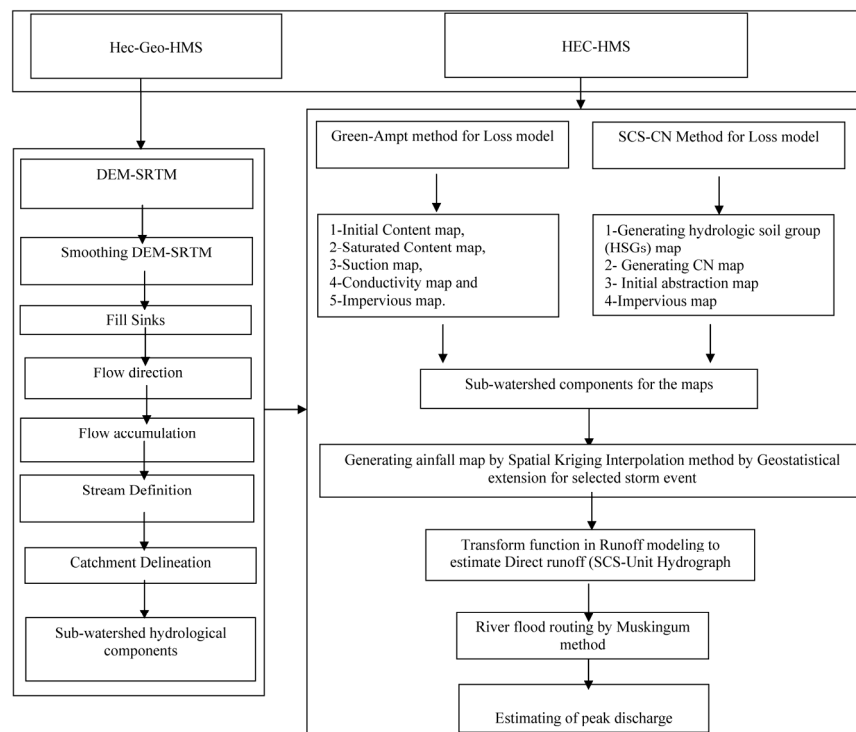 Hec-Geo-HMS
HEC-HMS
DEM-SRTM
Smoothing DEM-SRTM
Fill Sinks
Flow direction
Flow accumulation
Stream Definition
Catchment Delineation
Sub-watershed hydrological
components
Green-Ampt method for Loss model
SCS-CN Method for Loss model
1-Initial Content map,
2-Saturated Content map,
3-Suction map,
4-Conductivity map and
5-Impervious map.
1-Generating hydrologic soil group
(HSGs) map
2- Generating CN map
3- Initial abstraction map
4-Impervious map
Sub-watershed components for the maps
Generating ainfall map by Spatial Kriging Interpolation method by Geostatistical
extension for selected storm event
Transform function in Runoff modeling to
estimate Direct runoff (SCS-Unit Hydrograph
River flood routing by Muskingum
method
Estimating of peak discharge